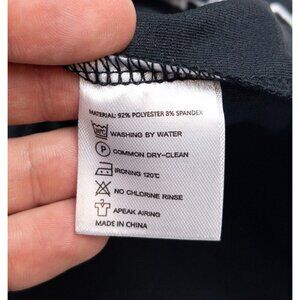 MATERIAL: 92% POLYESTER 8% SPANDEX
WASHING BY WATER
P COMMON DRY-CLEAN
IRONING 120℃
NO CHLORINE RINSE
APEAK AIRING
MADE IN CHINA